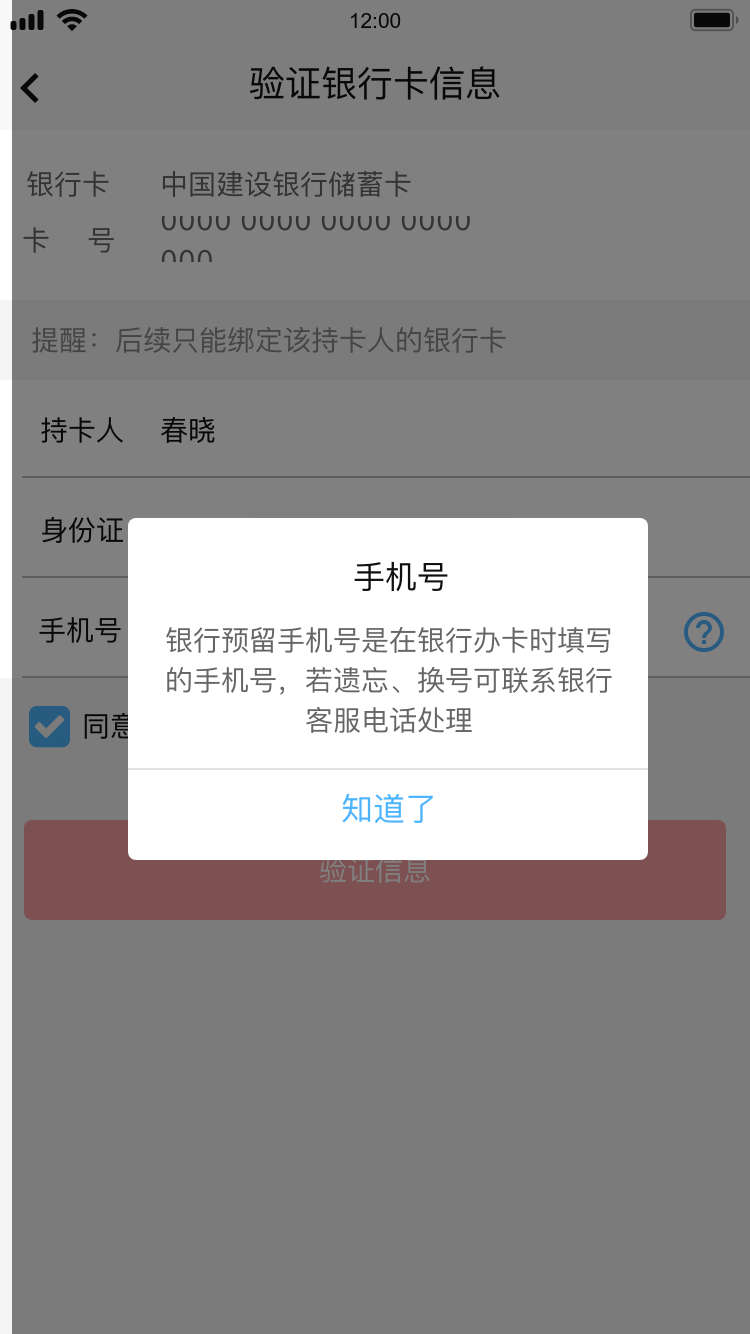 12:00
验证银行卡信息
银行卡 中国建设银行储蓄卡
卡 号 0000 0000 0000 0000
000
提醒：后续只能绑定该持卡人的银行卡
持卡人 春晓
身份证
手机号
手机号
银行预留手机号是在银行办卡时填写
的手机号，若遗忘、换号可联系银行
客服电话处理
知道了
同意
验证信息